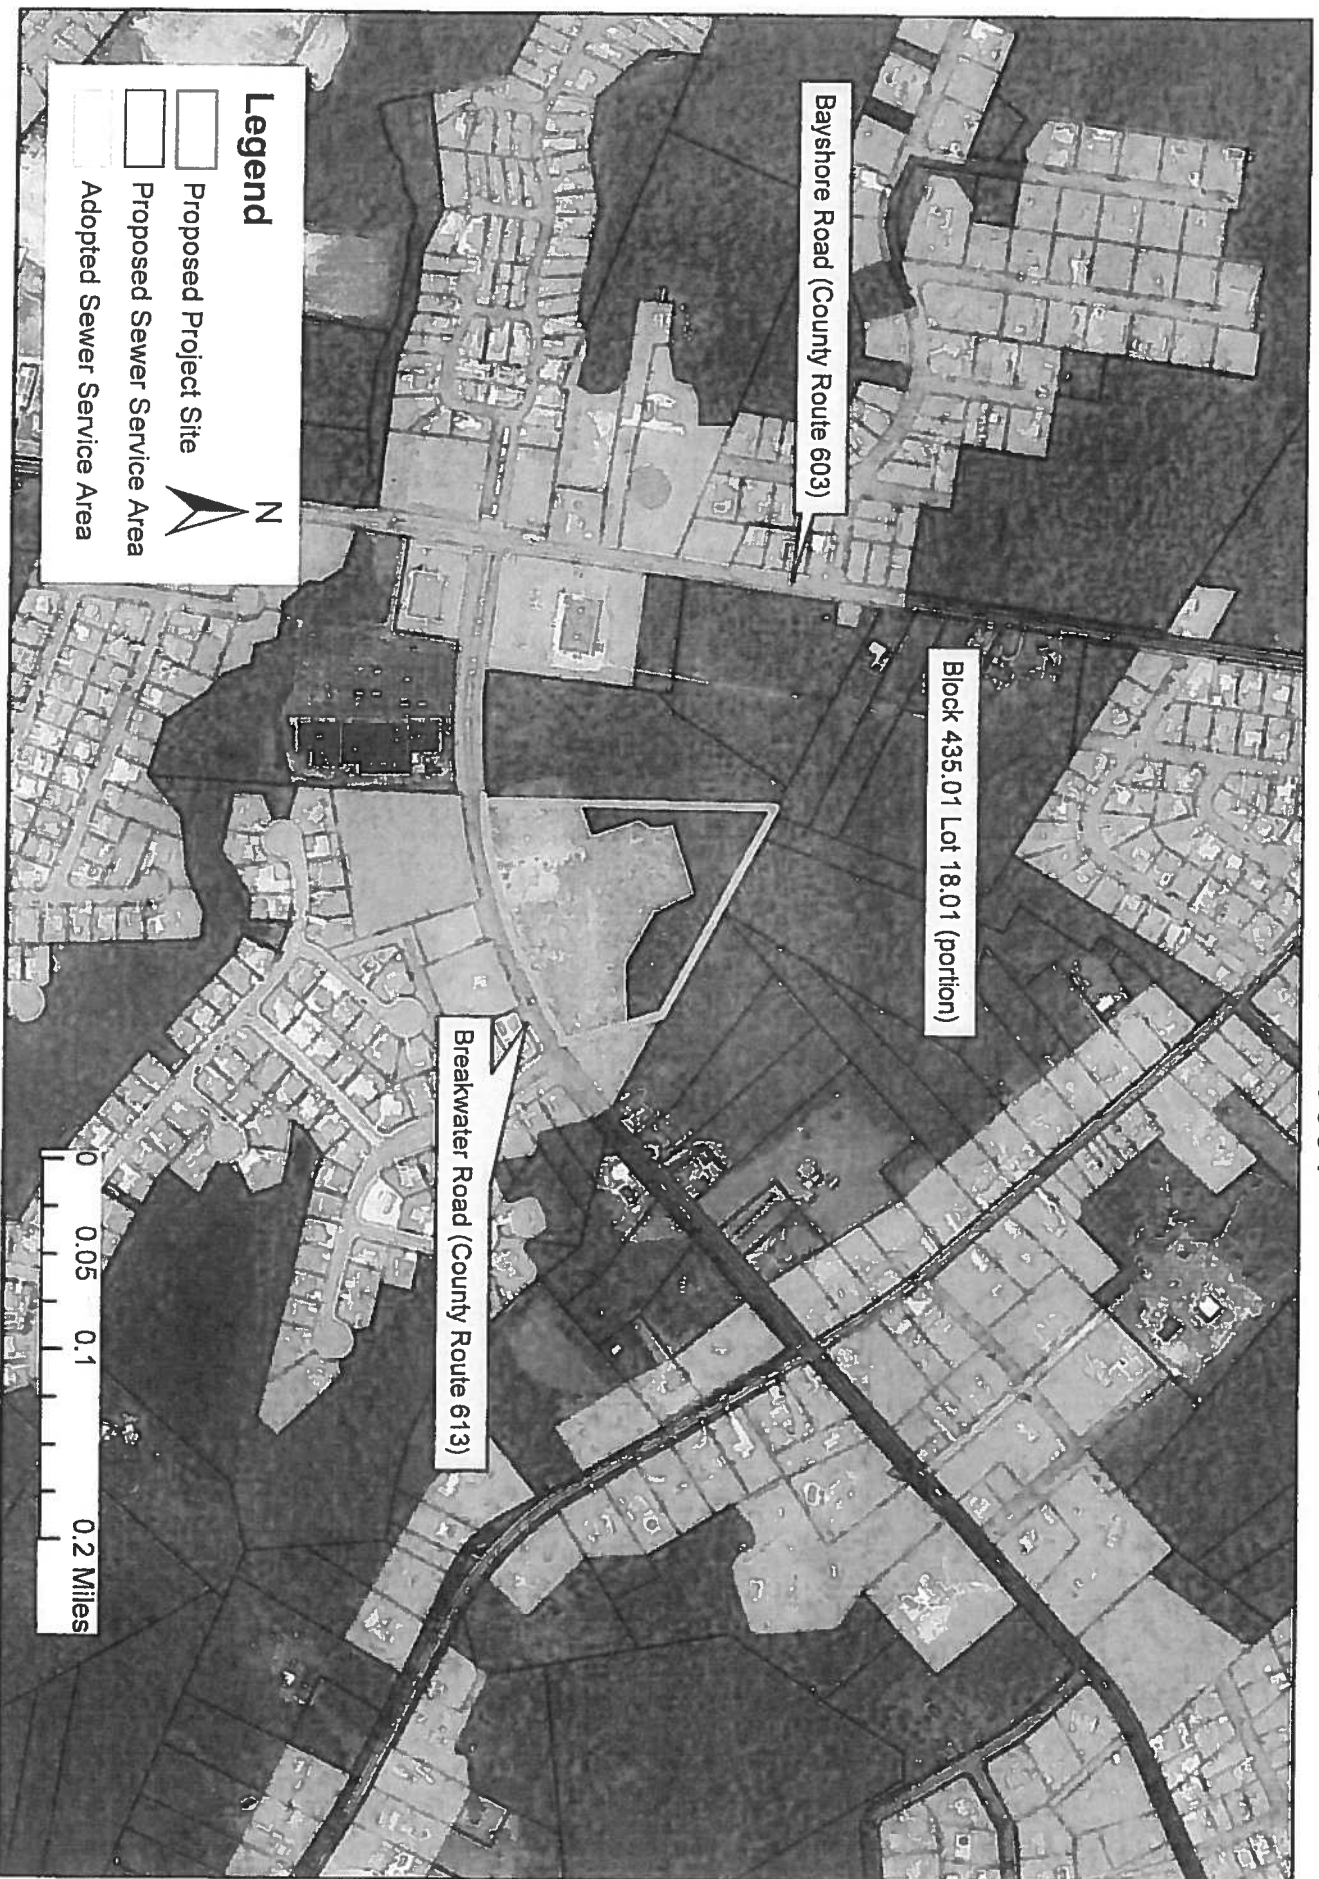 Bayshore Road (County Route 603)
Block 435.01 Lot 18.01 (portion)
Breakwater Road (County Route 613)
Legend
Proposed Project Site
Proposed Sewer Service Area
Adopted Sewer Service Area
N
0 0.05 0.1 0.2 Miles